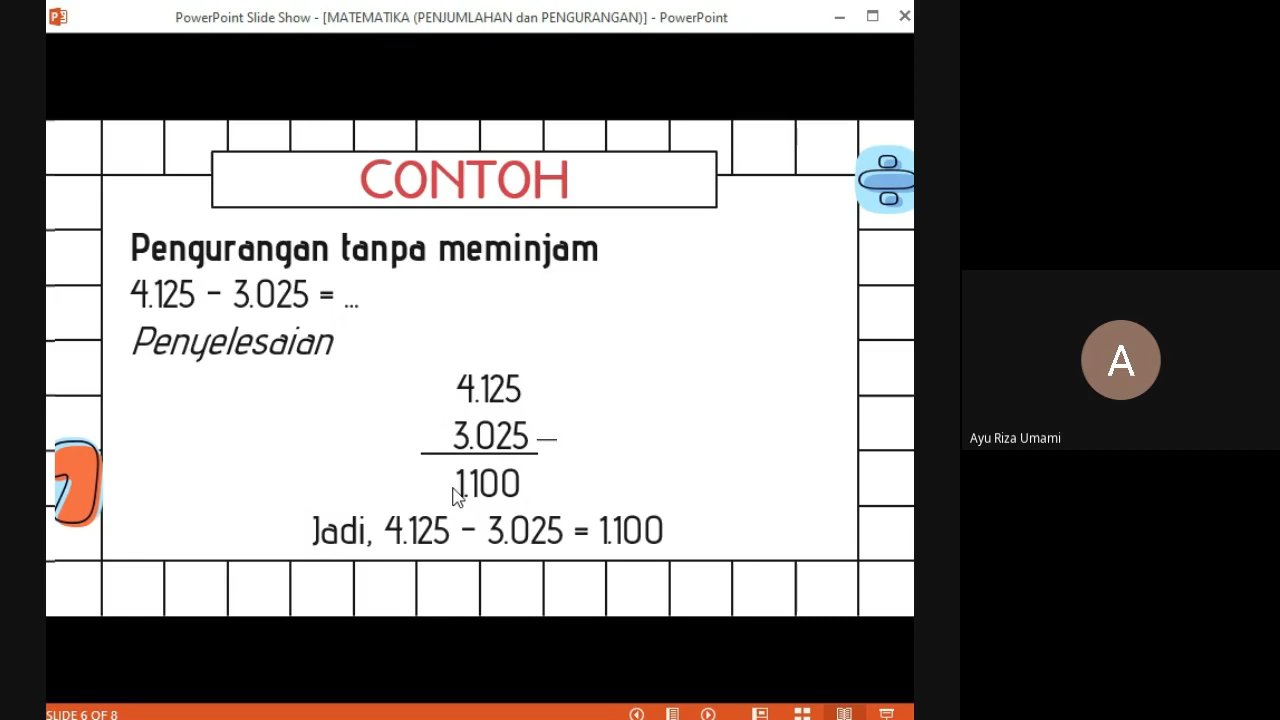 PowerPoint Slide Show - [MATEMATIKA (PENJUMLAHAN dan PENGURANGAN)] - PowerPoint
CONTOH
Pengurangan tanpa meminjam
4.125 - 3.025 = ...
Penyelesaian
4.125
3.025 —
1.100
Jadi, 4.125 - 3.025 = 1.100
A
Ayu Riza Umami
SLIDE 6 OF 8